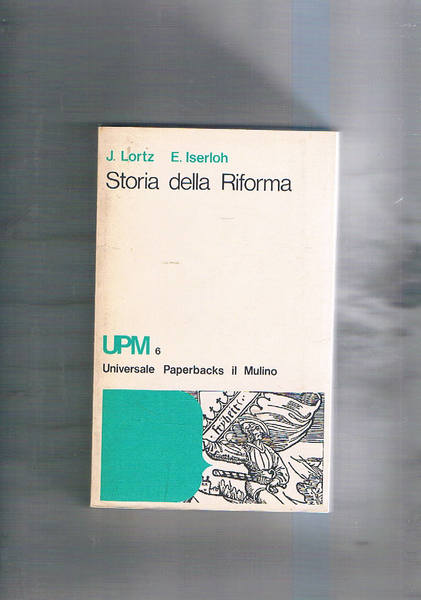 J. Lortz E. Iserloh
Storia della Riforma
UPM 6
Universale Paperbacks il Mulino